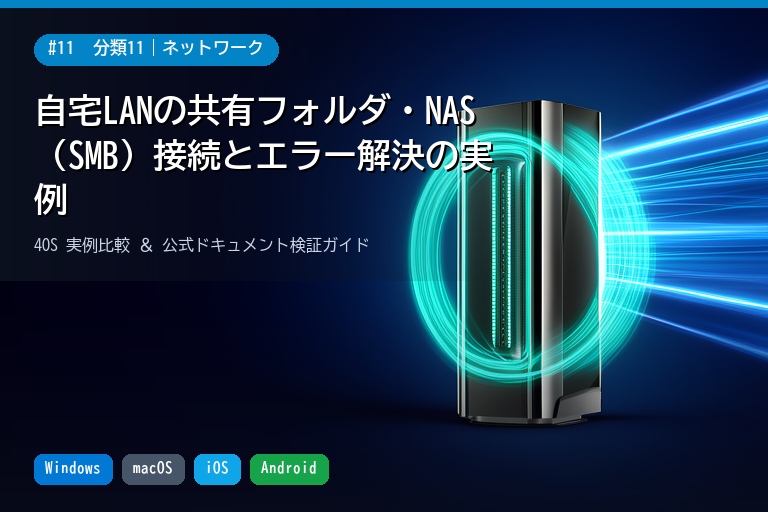 #11 分類11｜ネットワーク
自宅LANの共有フォルダ・NAS
（SMB）接続とエラー解決の実
例
4OS 実例比較 ＆ 公式ドキュメント検証ガイド
Windows macOS iOS Android